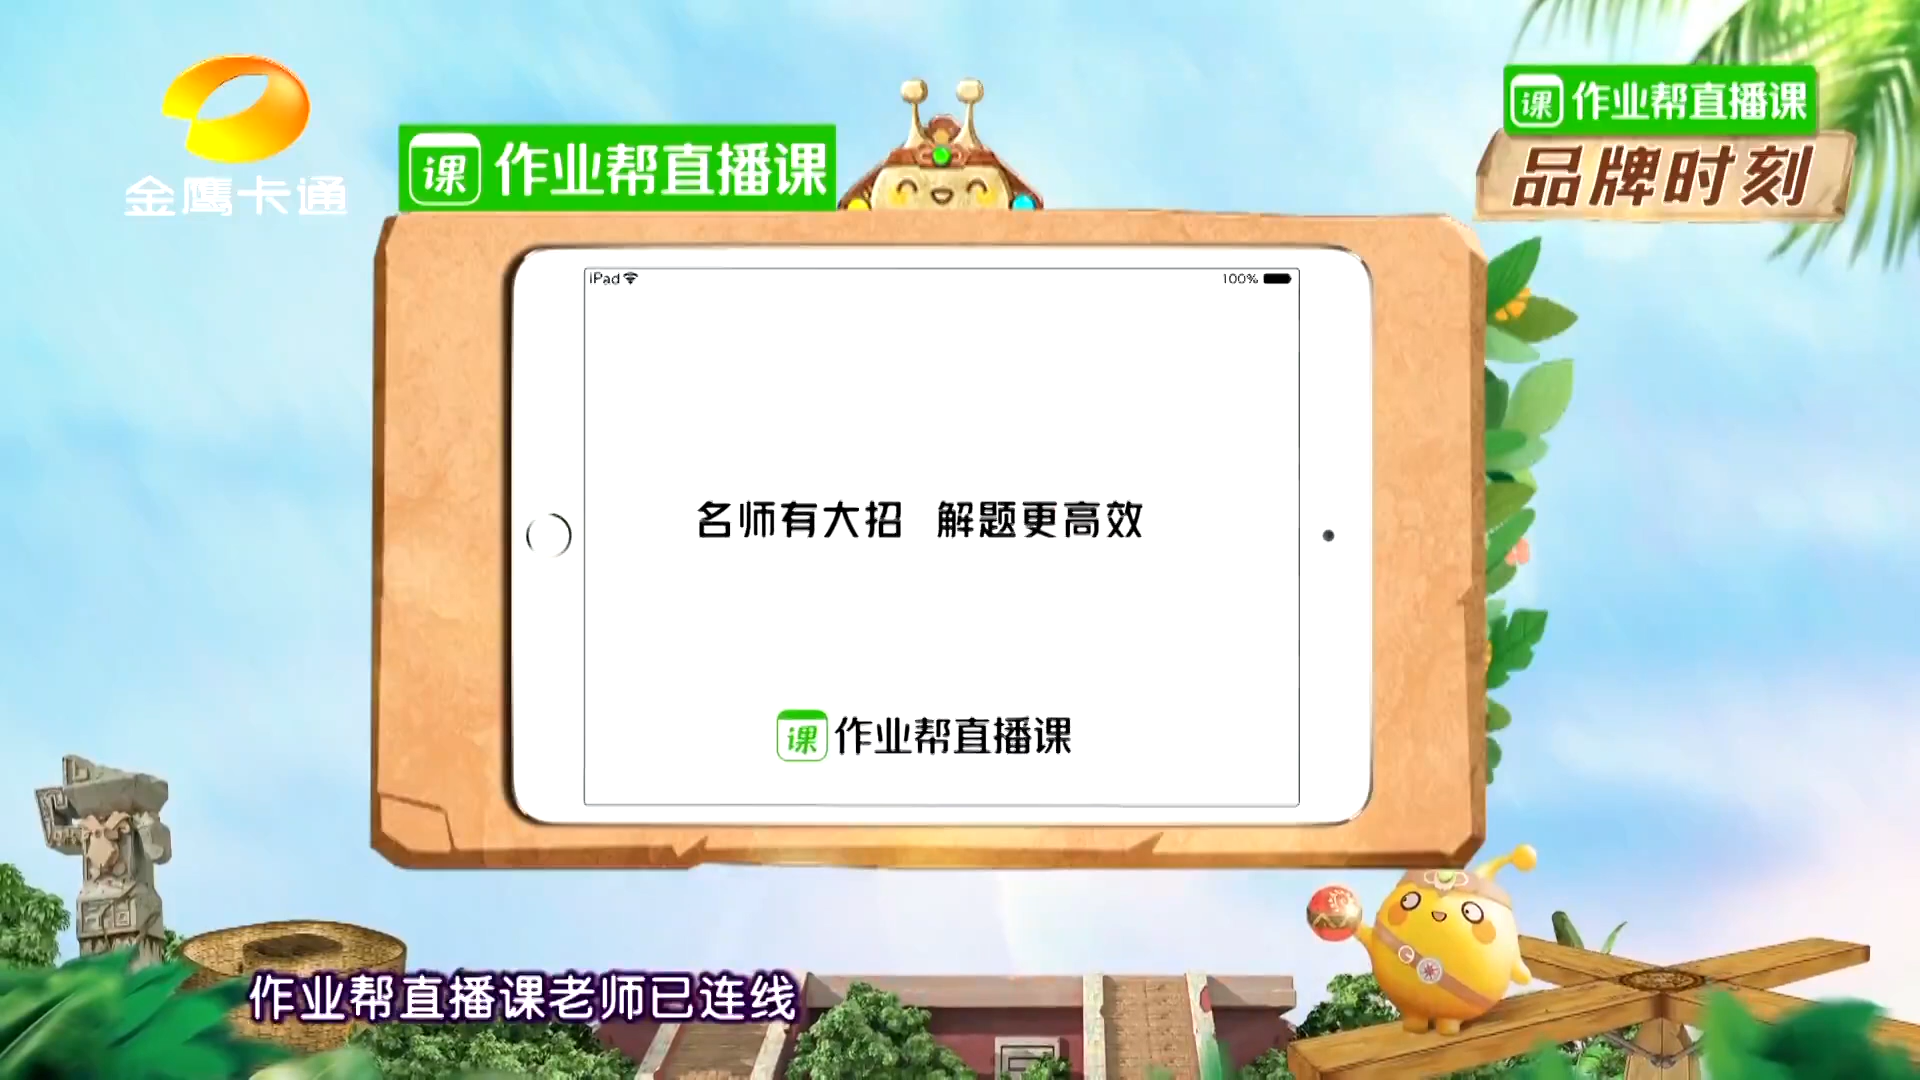 金鹰卡通
课 作业帮直播课
课 作业帮直播课
品牌时刻
iPad
100%
名师有大招 解题更高效
课 作业帮直播课
作业帮直播课老师已连线